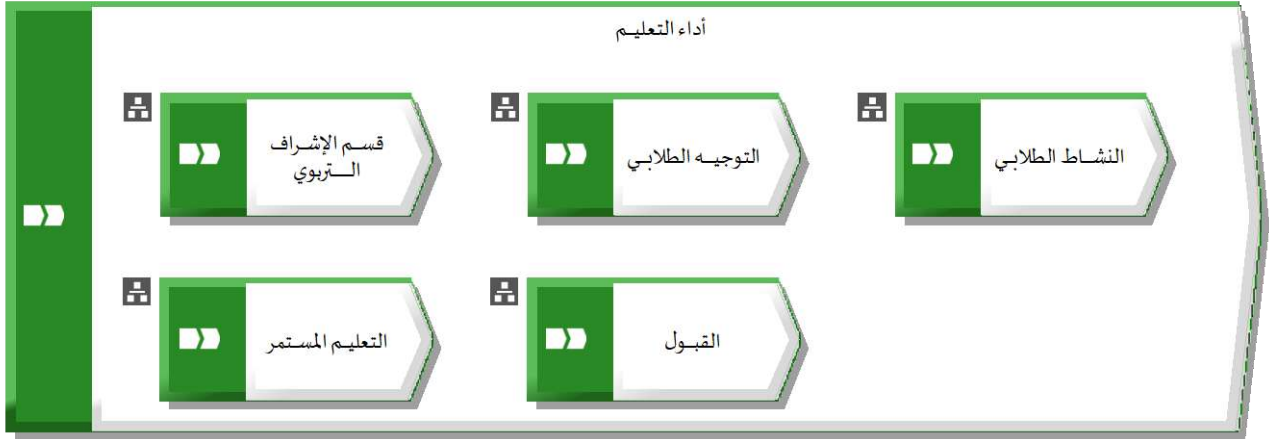 أداء التعليم
قسم الإشراف
التربوي
التوجيه الطلابي
النشاط الطلابي
التعليم المستمر
القبول